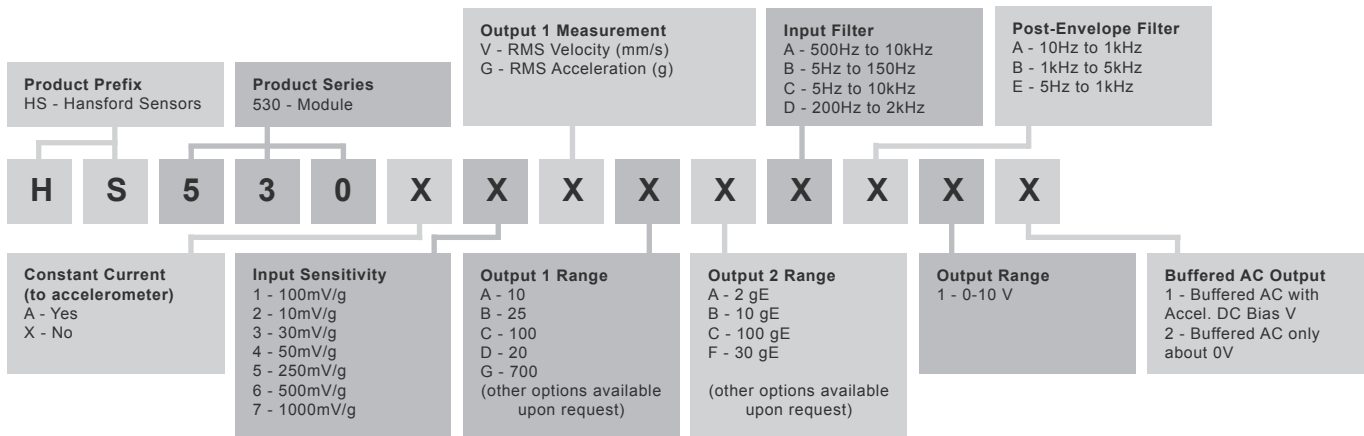 Output 1 Measurement
V - RMS Velocity (mm/s)
G - RMS Acceleration (g)
Input Filter
A - 500Hz to 10kHz
B - 5Hz to 150Hz
C - 5Hz to 10kHz
D - 200Hz to 2kHz
Post-Envelope Filter
A - 10Hz to 1kHz
B - 1kHz to 5kHz
E - 5Hz to 1kHz
Product Prefix
HS - Hansford Sensors
Product Series
530 - Module
H S 5 3 0 X X X X X X X X X
Constant Current
(to accelerometer)
A - Yes
X - No
Input Sensitivity
1 - 100mV/g
2 - 10mV/g
3 - 30mV/g
4 - 50mV/g
5 - 250mV/g
6 - 500mV/g
7 - 1000mV/g
Output 1 Range
A - 10
B - 25
C - 100
D - 20
G - 700
(other options available
upon request)
Output 2 Range
A - 2 gE
B - 10 gE
C - 100 gE
F - 30 gE
(other options available
upon request)
Output Range
1 - 0-10 V
Buffered AC Output
1 - Buffered AC with
Accel. DC Bias V
2 - Buffered AC only
about 0V